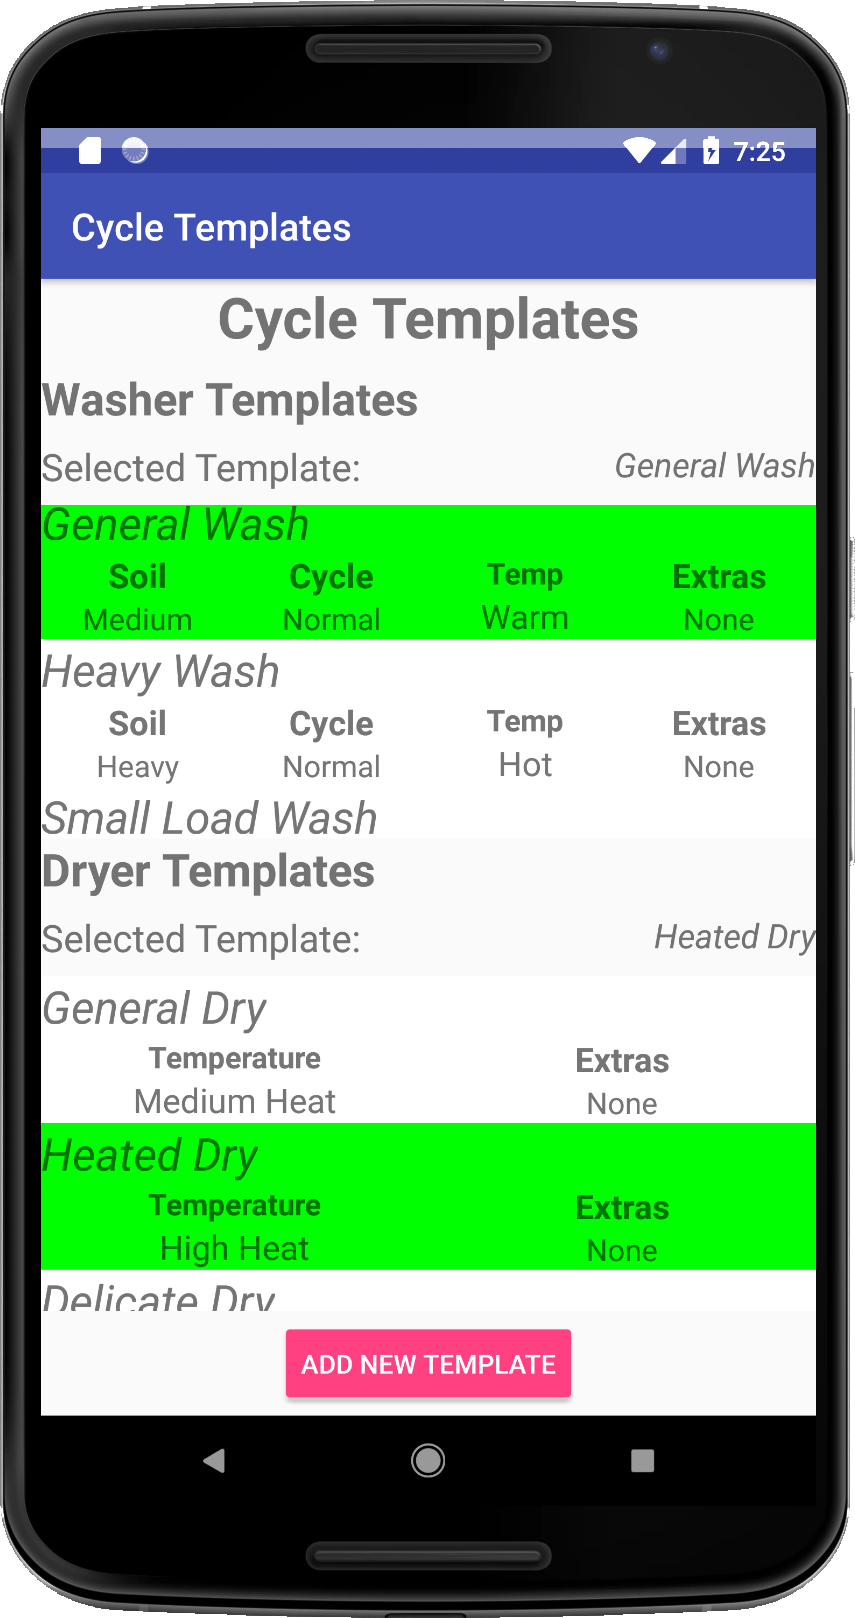 7:25
Cycle Templates
Cycle Templates
Washer Templates
Selected Template: General Wash
General Wash
Soil Cycle Temp Extras
Medium Normal Warm None
Heavy Wash
Soil Cycle Temp Extras
Heavy Normal Hot None
Small Load Wash
Dryer Templates
Selected Template: Heated Dry
General Dry
Temperature Extras
Medium Heat None
Heated Dry
Temperature Extras
High Heat None
Delicate Dry
ADD NEW TEMPLATE